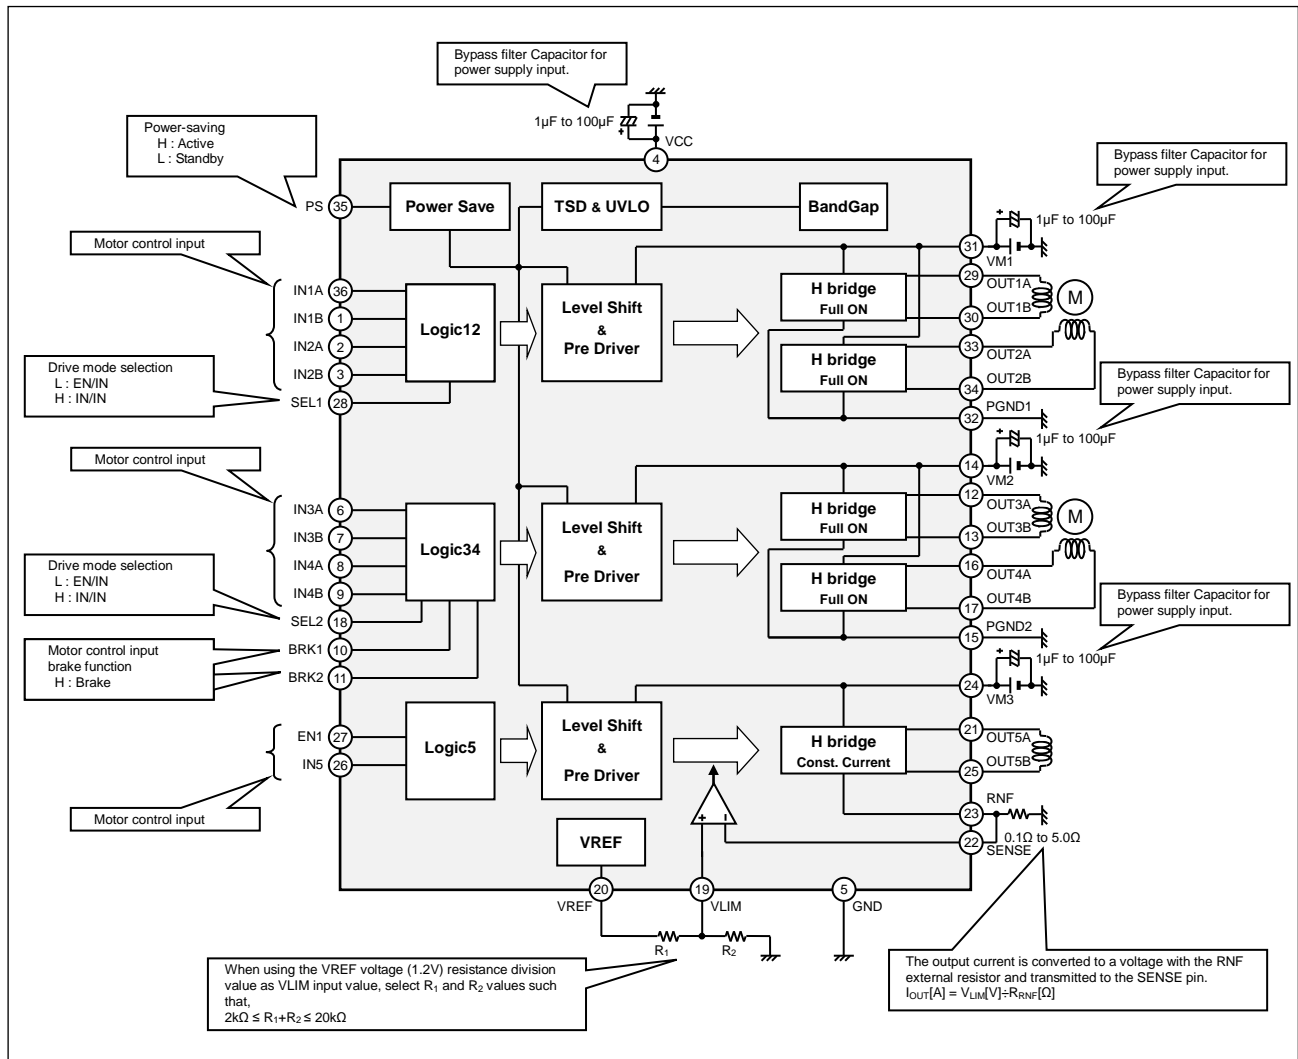 Bypass filter Capacitor for
power supply input.
1µF to 100µF
+
VCC
4
Power-saving
H : Active
L : Standby
Bypass filter Capacitor for
power supply input.
PS
35
Power Save
TSD & UVLO
BandGap
+
1µF to 100µF
31
VM1
Motor control input
IN1A
36
IN1B
1
IN2A
2
IN2B
3
SEL1
28
Logic12
Level Shift
&
Pre Driver
H bridge
Full ON
H bridge
Full ON
29
OUT1A
OUT1B
30
M
33
OUT2A
OUT2B
34
PGND1
32
Drive mode selection
L : EN/IN
H : IN/IN
Bypass filter Capacitor for
power supply input.
+
1µF to 100µF
14
VM2
Motor control input
IN3A
6
IN3B
7
IN4A
8
IN4B
9
SEL2
18
BRK1
10
BRK2
11
Logic34
Level Shift
&
Pre Driver
H bridge
Full ON
H bridge
Full ON
12
OUT3A
OUT3B
13
M
16
OUT4A
OUT4B
17
PGND2
15
Drive mode selection
L : EN/IN
H : IN/IN
Motor control input
brake function
H : Brake
Bypass filter Capacitor for
power supply input.
+
1µF to 100µF
24
VM3
EN1
27
IN5
26
Logic5
Level Shift
&
Pre Driver
H bridge
Const. Current
21
OUT5A
OUT5B
25
Motor control input
RNF
23
0.1Ω to 5.0Ω
22
SENSE
+
−
VREF
20
VREF
19
VLIM
5
GND
R1
R2
When using the VREF voltage (1.2V) resistance division
value as VLIM input value, select R1 and R2 values such
that,
2kΩ ≤ R1+R2 ≤ 20kΩ
The output current is converted to a voltage with the RNF
external resistor and transmitted to the SENSE pin.
IOUT[A] = VLIM[V]÷RRNF[Ω]